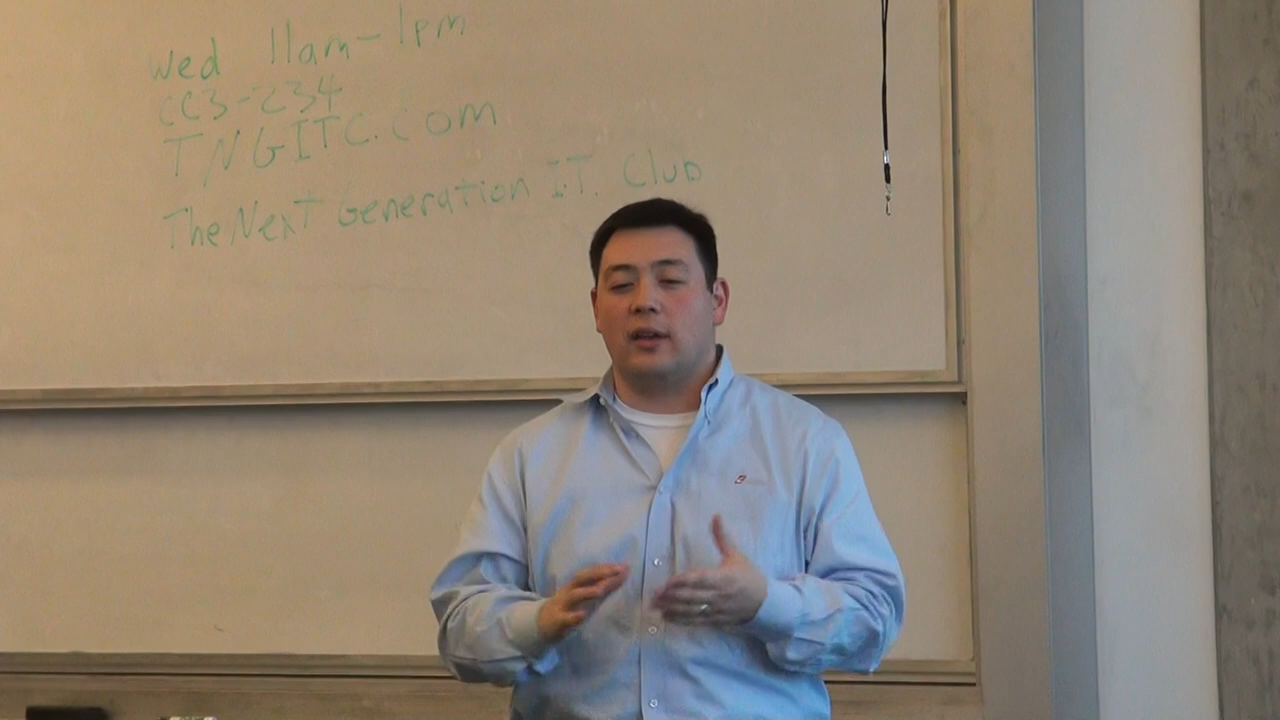 Wed 11am-1pm
CC3-234
TNGITC.com
The Next Generation I.T. Club